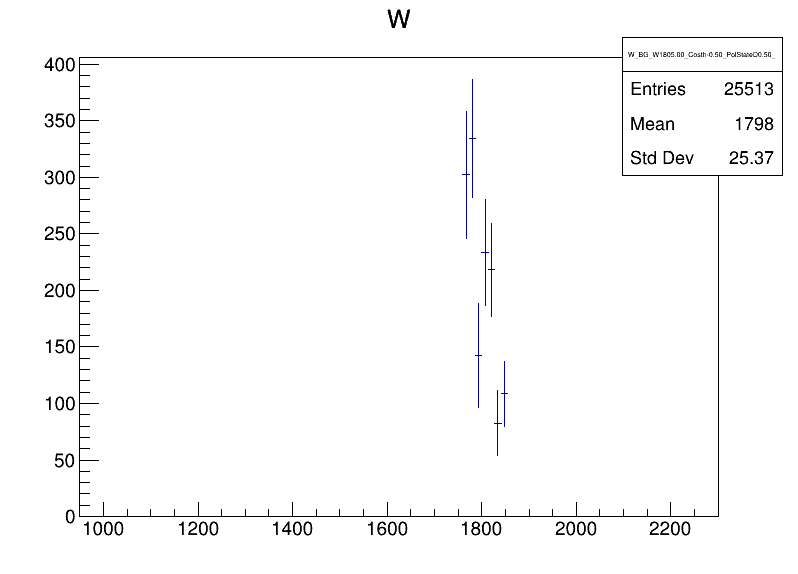 W
W_BG_W1805.00_Costh-0.50_PolState00.50_
Entries 25513
Mean 1798
Std Dev 25.37
400
350
300
250
200
150
100
50
0
1000 1200 1400 1600 1800 2000 2200